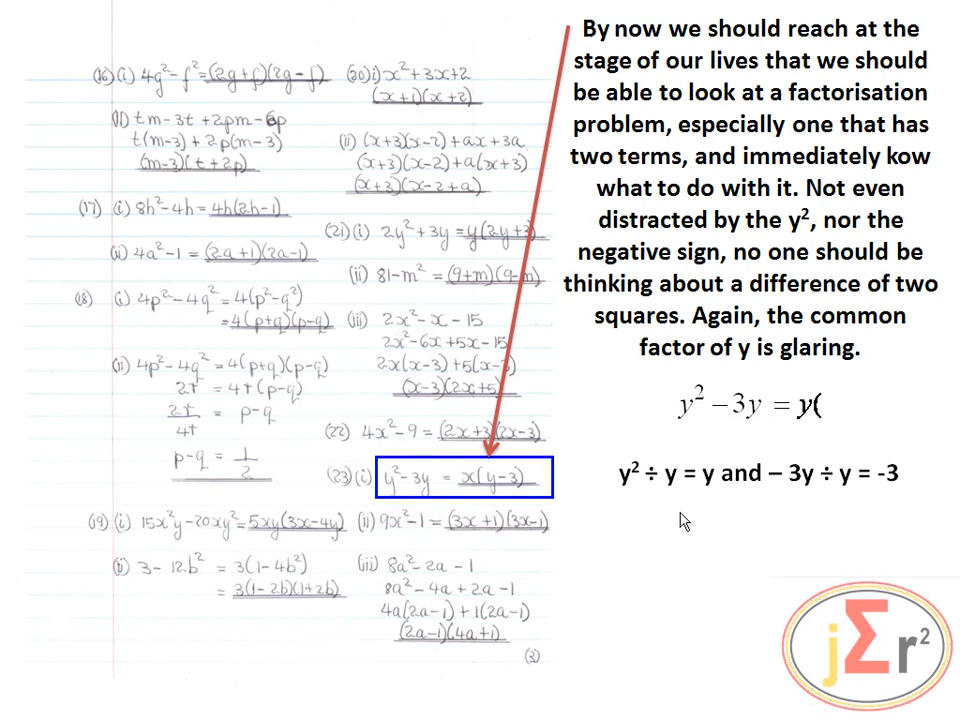 (16) (i) 4g² - f² = (2g+f)(2g-f)
(ii) tm - 3t + 2pm - 6p
t(m-3) + 2p(m-3)
(m-3)(t+2p)
(17) (i) 8h² - 4h = 4h(2h-1)
(ii) 4a² - 1 = (2a+1)(2a-1)
(18) (i) 4p² - 4q² = 4(p²-q²)
= 4(p+q)(p-q)
(ii) 4p² - 4q² = 4(p+q)(p-q)
2t = 4t(p-q)
2t/4t = p-q
p-q = 1/2
(19) (i) 15x²y - 20xy² = 5xy(3x-4y)
(ii) 3 - 12b² = 3(1-4b²)
= 3(1-2b)(1+2b)
(20) i) x² + 3x + 2
(x+1)(x+2)
(ii) (x+3)(x-2) + ax + 3a
(x+3)(x-2) + a(x+3)
(x+3)(x-2+a)
(21) (i) 2y² + 3y = y(2y+3)
(ii) 81 - m² = (9+m)(9-m)
(iii) 2x² - x - 15
2x² - 6x + 5x - 15
2x(x-3) + 5(x-3)
(x-3)(2x+5)
(22) 4x² - 9 = (2x+3)(2x-3)
(23) (i) y² - 3y = x(y-3)
(ii) 9x² - 1 = (3x+1)(3x-1)
(iii) 8a² - 2a - 1
8a² - 4a + 2a - 1
4a(2a-1) + 1(2a-1)
(2a-1)(4a+1)
(3)
By now we should reach at the
stage of our lives that we should
be able to look at a factorisation
problem, especially one that has
two terms, and immediately kow
what to do with it. Not even
distracted by the y², nor the
negative sign, no one should be
thinking about a difference of two
squares. Again, the common
factor of y is glaring.
y² - 3y = y(
y² ÷ y = y and – 3y ÷ y = -3
jΣr²